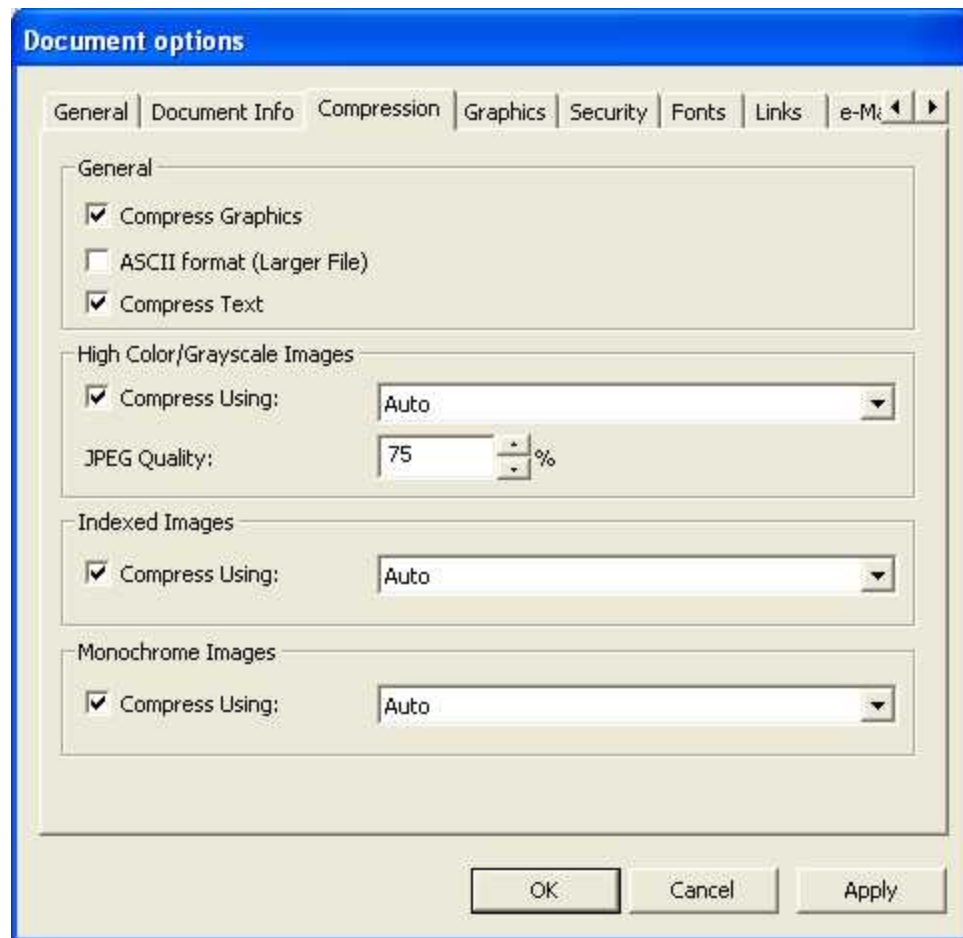 Document options
General Document Info Compression Graphics Security Fonts Links e-Ma
General
Compress Graphics
ASCII format (Larger File)
Compress Text
High Color/Grayscale Images
Compress Using: Auto
JPEG Quality: 75 %
Indexed Images
Compress Using: Auto
Monochrome Images
Compress Using: Auto
OK Cancel Apply